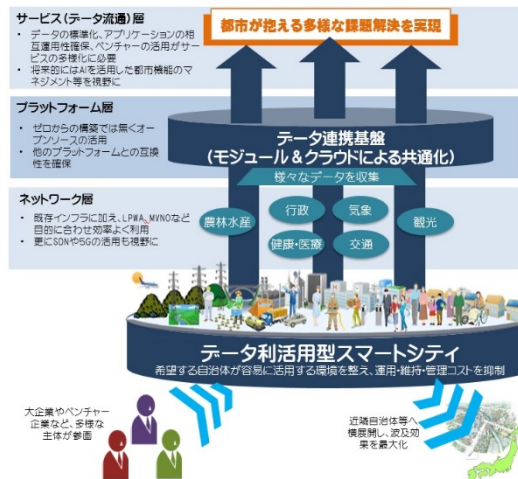 サービス（データ流通）層
• データの標準化、アプリケーションの相
互運用性確保、ベンチャーの活用が
サービスの多様化に必要
• 将来的にはAIを活用した都市機能のマ
ネジメント等を視野に
都市が抱える多様な課題解決を実現
プラットフォーム層
• ゼロからの構築では無くオー
プンソースの活用
• 他のプラットフォームとの互換
性を確保
データ連携基盤
(モジュール＆クラウドによる共通化)
様々なデータを収集
ネットワーク層
• 既存インフラに加え、LPWA、MVNOなど
目的に合わせ効率よく利用
• 更にSDNや5Gの活用も視野に
農林水産
行政
気象
観光
健康・医療
交通
データ利活用型スマートシティ
希望する自治体が容易に活用する環境を整え、運用・維持・管理コストを抑制
大企業やベンチャー
企業など、多様な
主体が参画
近隣自治体等へ
横展開し、波及効
果を最大化